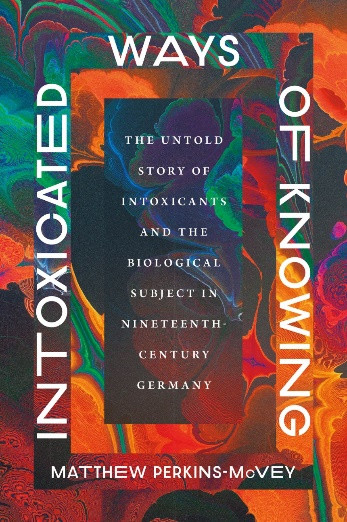 INTOXICATED
WAYS
OF KNOWING
THE UNTOLD
STORY OF
INTOXICANTS
AND THE
BIOLOGICAL
SUBJECT IN
NINETEENTH-
CENTURY
GERMANY
MATTHEW PERKINS-McVEY